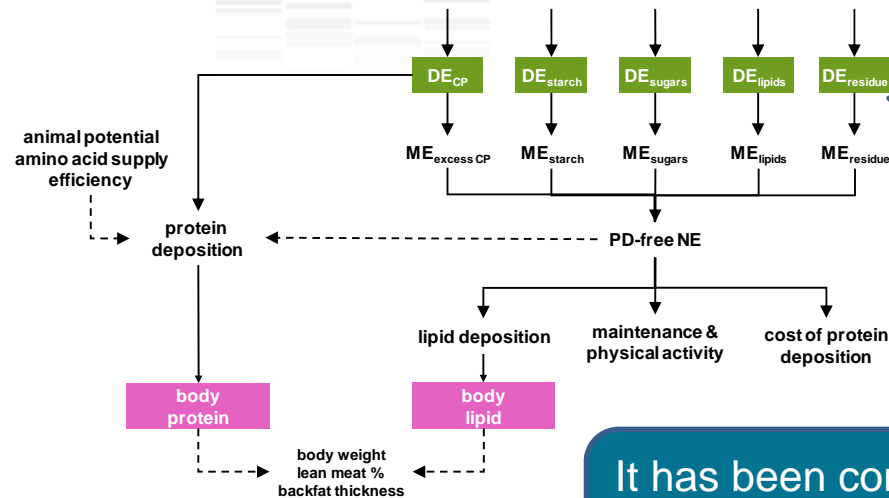 DECP DEstarch DEsugars DElipids DEresidue
animal potential
amino acid supply
efficiency
MEexcess CP MEstarch MEsugars MElipids MEresidue
protein
deposition
PD-free NE
lipid deposition
maintenance &
physical activity
cost of protein
deposition
body
protein
body
lipid
body weight
lean meat %
backfat thickness
It has been